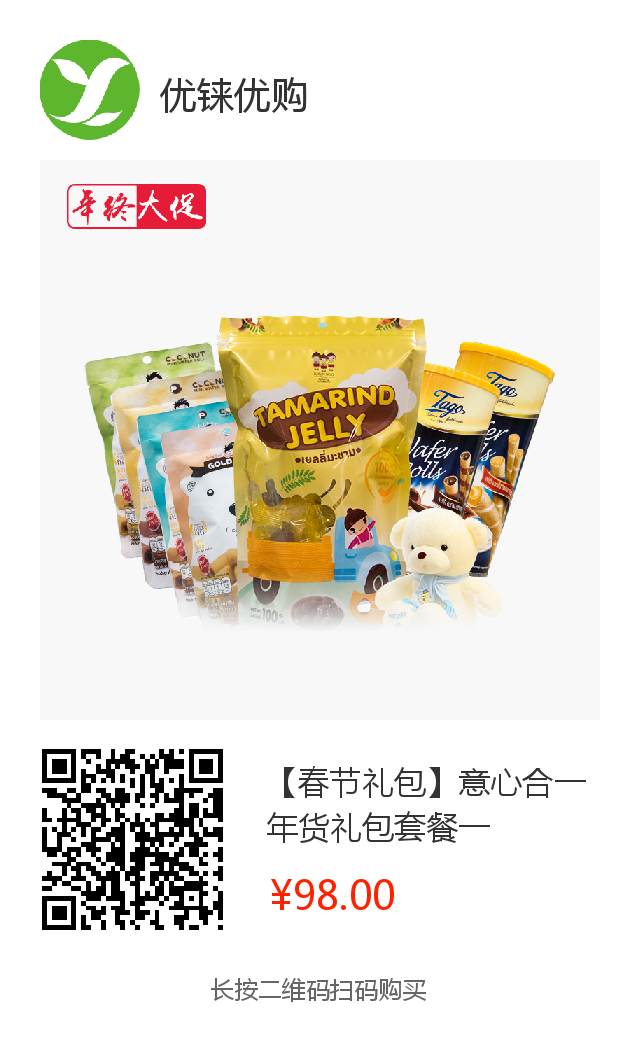 优铼优购
年终大促
COCONUT
COCONUT
GOLD
TAMARIND
JELLY
เยลลี่มะขาม
100
Tago
Tago
Wafer
Rolls
【春节礼包】意心合一
年货礼包套餐一
¥98.00
长按二维码扫码购买